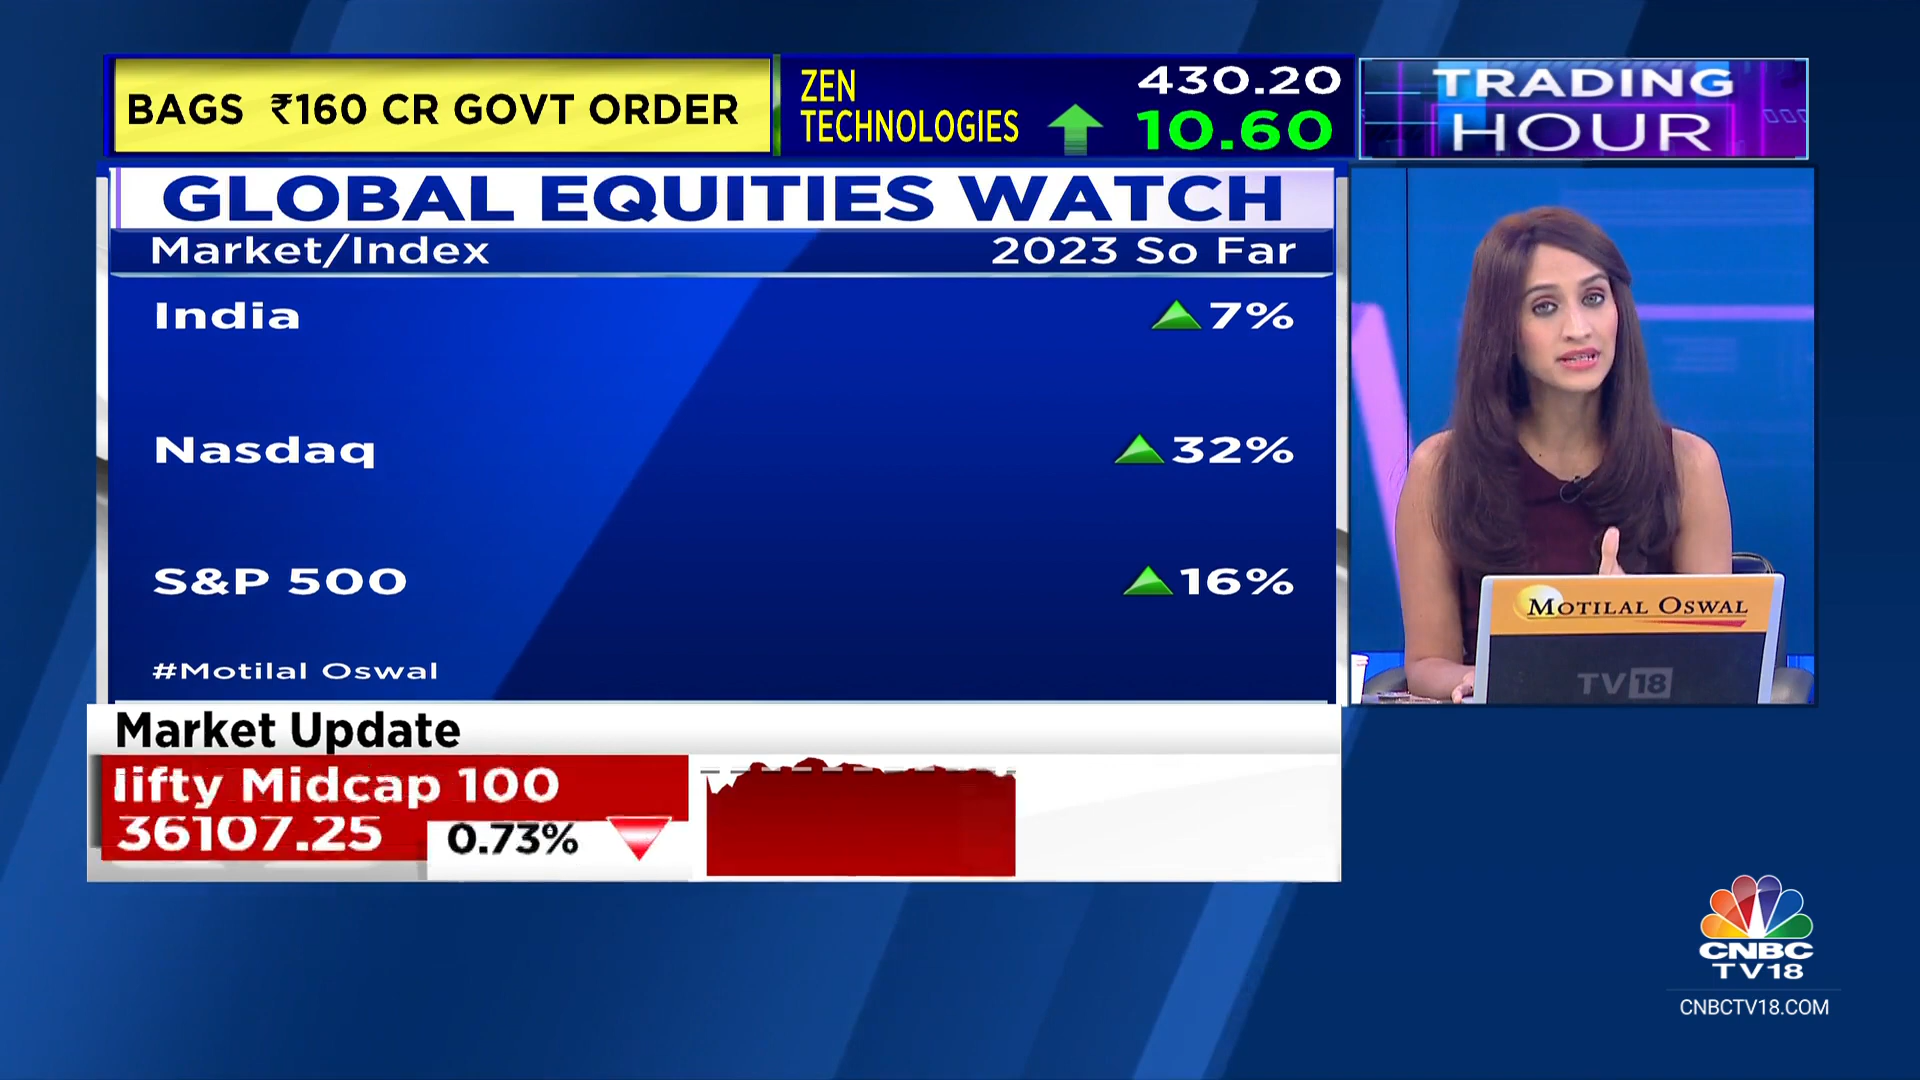 BAGS ₹160 CR GOVT ORDER
ZEN
TECHNOLOGIES
430.20
10.60
TRADING
HOUR
GLOBAL EQUITIES WATCH
Market/Index 2023 So Far
India 7%
Nasdaq 32%
S&P 500 16%
#Motilal Oswal
MOTILAL OSWAL
TV18
Market Update
Midcap 100
36107.25
0.73%
CNBC
TV18
CNBCTV18.COM